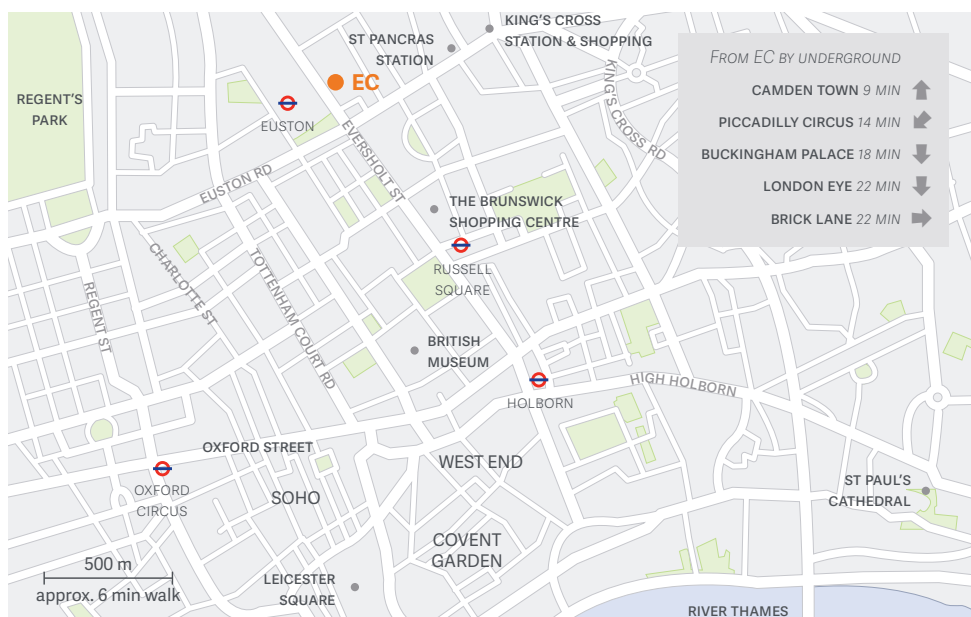 KING'S CROSS
STATION & SHOPPING
ST PANCRAS
STATION
EC
REGENT'S
PARK
EUSTON
EVERSHOLT ST
KING'S CROSS RD
FROM EC BY UNDERGROUND
CAMDEN TOWN 9 MIN
PICCADILLY CIRCUS 14 MIN
BUCKINGHAM PALACE 18 MIN
LONDON EYE 22 MIN
BRICK LANE 22 MIN
EUSTON RD
THE BRUNSWICK
SHOPPING CENTRE
RUSSELL
SQUARE
CHARLOTTE ST
TOTTENHAM COURT RD
REGENT ST
BRITISH
MUSEUM
HOLBORN
HIGH HOLBORN
OXFORD STREET
WEST END
OXFORD
CIRCUS
SOHO
ST PAUL'S
CATHEDRAL
COVENT
GARDEN
500 m
approx. 6 min walk
LEICESTER
SQUARE
RIVER THAMES